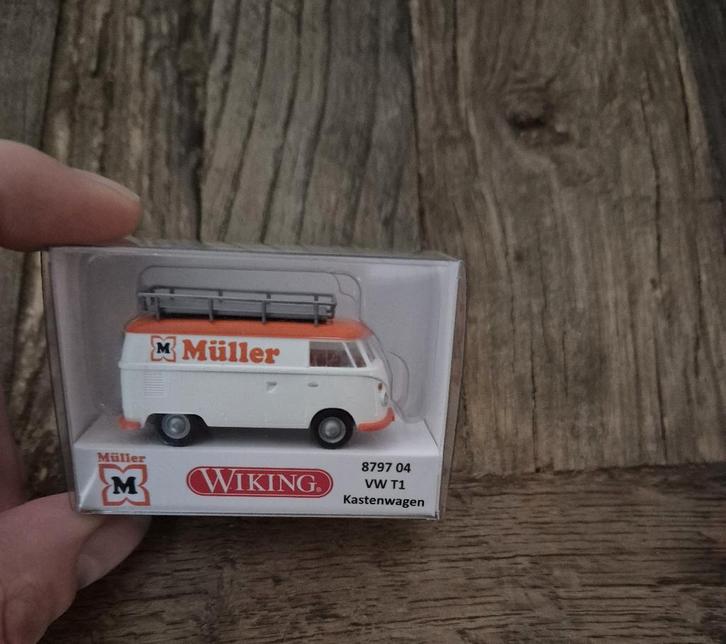 M Müller
Müller
M
WIKING®
8797 04
VW T1
Kastenwagen